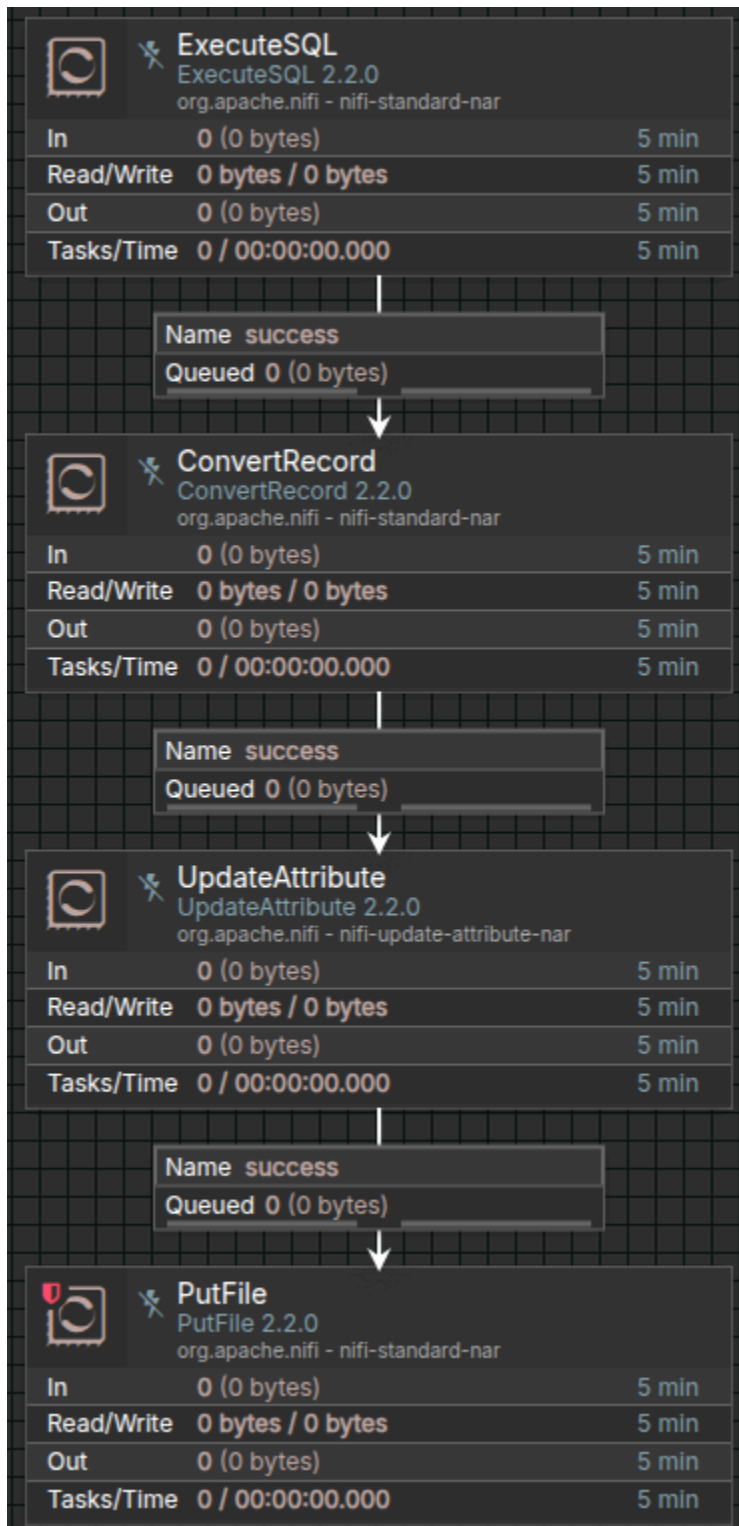 ExecuteSQL
ExecuteSQL 2.2.0
org.apache.nifi - nifi-standard-nar
In 0 (0 bytes) 5 min
Read/Write 0 bytes / 0 bytes 5 min
Out 0 (0 bytes) 5 min
Tasks/Time 0 / 00:00:00.000 5 min
Name success
Queued 0 (0 bytes)
ConvertRecord
ConvertRecord 2.2.0
org.apache.nifi - nifi-standard-nar
In 0 (0 bytes) 5 min
Read/Write 0 bytes / 0 bytes 5 min
Out 0 (0 bytes) 5 min
Tasks/Time 0 / 00:00:00.000 5 min
Name success
Queued 0 (0 bytes)
UpdateAttribute
UpdateAttribute 2.2.0
org.apache.nifi - nifi-update-attribute-nar
In 0 (0 bytes) 5 min
Read/Write 0 bytes / 0 bytes 5 min
Out 0 (0 bytes) 5 min
Tasks/Time 0 / 00:00:00.000 5 min
Name success
Queued 0 (0 bytes)
PutFile
PutFile 2.2.0
org.apache.nifi - nifi-standard-nar
In 0 (0 bytes) 5 min
Read/Write 0 bytes / 0 bytes 5 min
Out 0 (0 bytes) 5 min
Tasks/Time 0 / 00:00:00.000 5 min